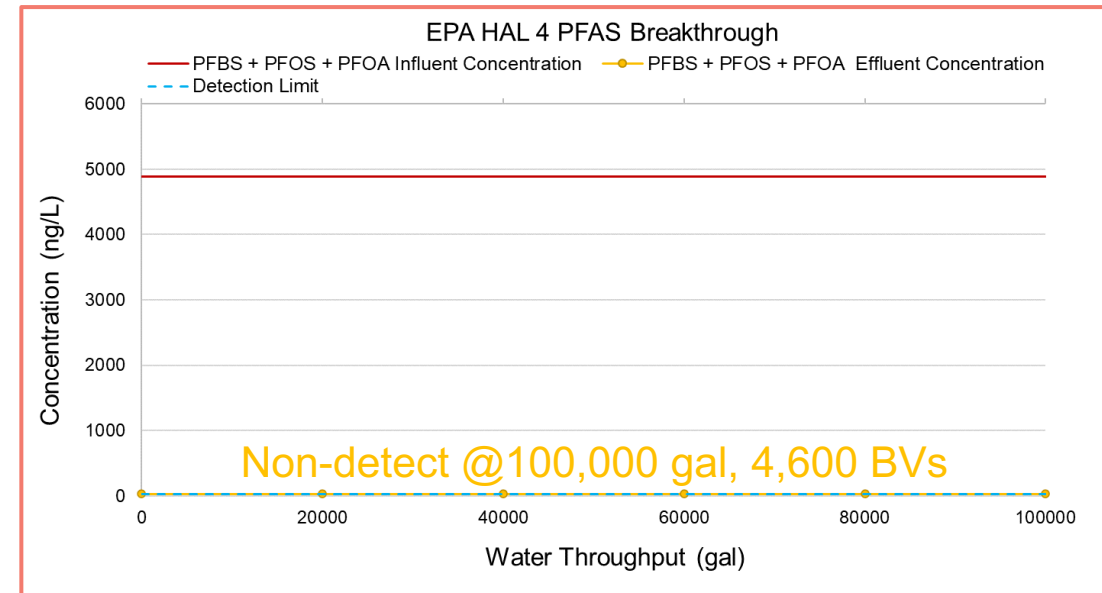 EPA HAL 4 PFAS Breakthrough
PFBS + PFOS + PFOA Influent Concentration
PFBS + PFOS + PFOA Effluent Concentration
Detection Limit
6000
5000
4000
3000
2000
1000
0
Concentration (ng/L)
Non-detect @100,000 gal, 4,600 BVs
0
20000
40000
60000
80000
100000
Water Throughput (gal)